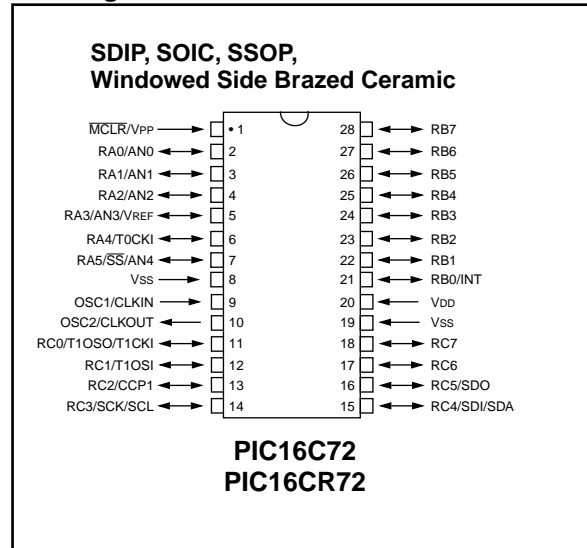 SDIP, SOIC, SSOP,
Windowed Side Brazed Ceramic
MCLR/VPP • 1 28 RB7
RA0/AN0 2 27 RB6
RA1/AN1 3 26 RB5
RA2/AN2 4 25 RB4
RA3/AN3/VREF 5 24 RB3
RA4/T0CKI 6 23 RB2
RA5/SS/AN4 7 22 RB1
VSS 8 21 RB0/INT
OSC1/CLKIN 9 20 VDD
OSC2/CLKOUT 10 19 VSS
RC0/T1OSO/T1CKI 11 18 RC7
RC1/T1OSI 12 17 RC6
RC2/CCP1 13 16 RC5/SDO
RC3/SCK/SCL 14 15 RC4/SDI/SDA
PIC16C72
PIC16CR72